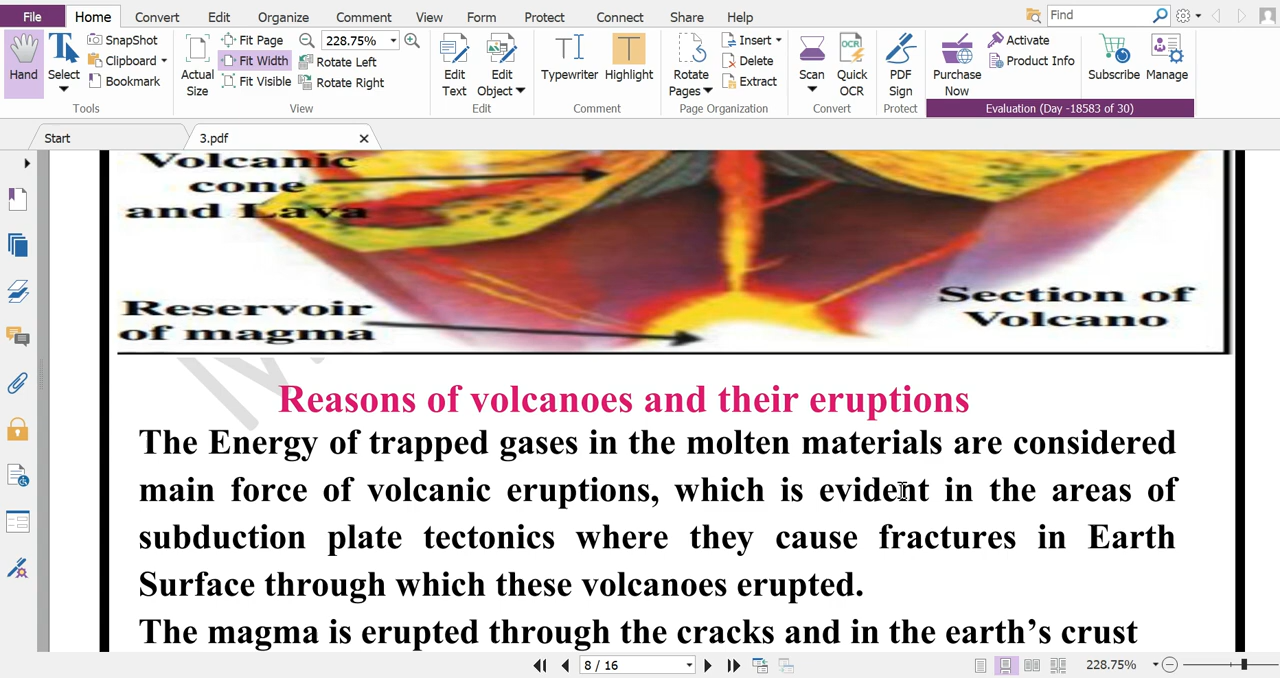 File Home Convert Edit Organize Comment View Form Protect Connect Share Help Find
Hand Select SnapShot Clipboard Bookmark Tools
Actual Size Fit Page Fit Width Fit Visible 228.75% Rotate Left Rotate Right View
Edit Text Edit Object Edit
Typewriter Highlight Comment
Rotate Pages Insert Delete Extract Page Organization
Scan Quick OCR Convert
PDF Sign Protect
Purchase Now Activate Product Info Subscribe Manage
Evaluation (Day -18583 of 30)
Start 3.pdf
Volcanic
cone
and Lava
Reservoir
of magma
Section of
Volcano
Reasons of volcanoes and their eruptions
The Energy of trapped gases in the molten materials are considered
main force of volcanic eruptions, which is evident in the areas of
subduction plate tectonics where they cause fractures in Earth
Surface through which these volcanoes erupted.
The magma is erupted through the cracks and in the earth's crust
8 / 16 228.75%